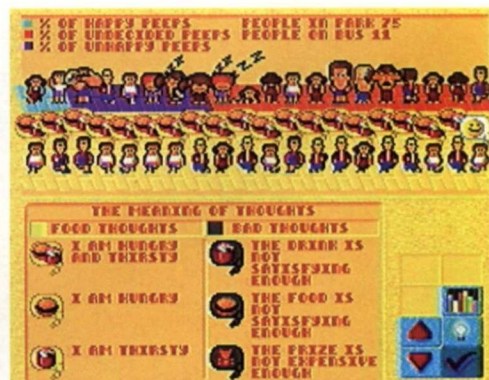 % OF HAPPY PEEPS PEOPLE IN PARK 75
% OF UNDECIDED PEEPS PEOPLE ON BUS 11
% OF UNHAPPY PEEPS
ZZZ
ZZZ
THE MEANING OF THOUGHTS
FOOD THOUGHTS BAD THOUGHTS
I AM HUNGRY
AND THIRSTY
THE DRINK IS
NOT
SATISFYING
ENOUGH
I AM HUNGRY
THE FOOD IS
NOT
SATISFYING
ENOUGH
I AM THIRSTY
THE PRIZE IS
NOT EXPENSIVE
ENOUGH